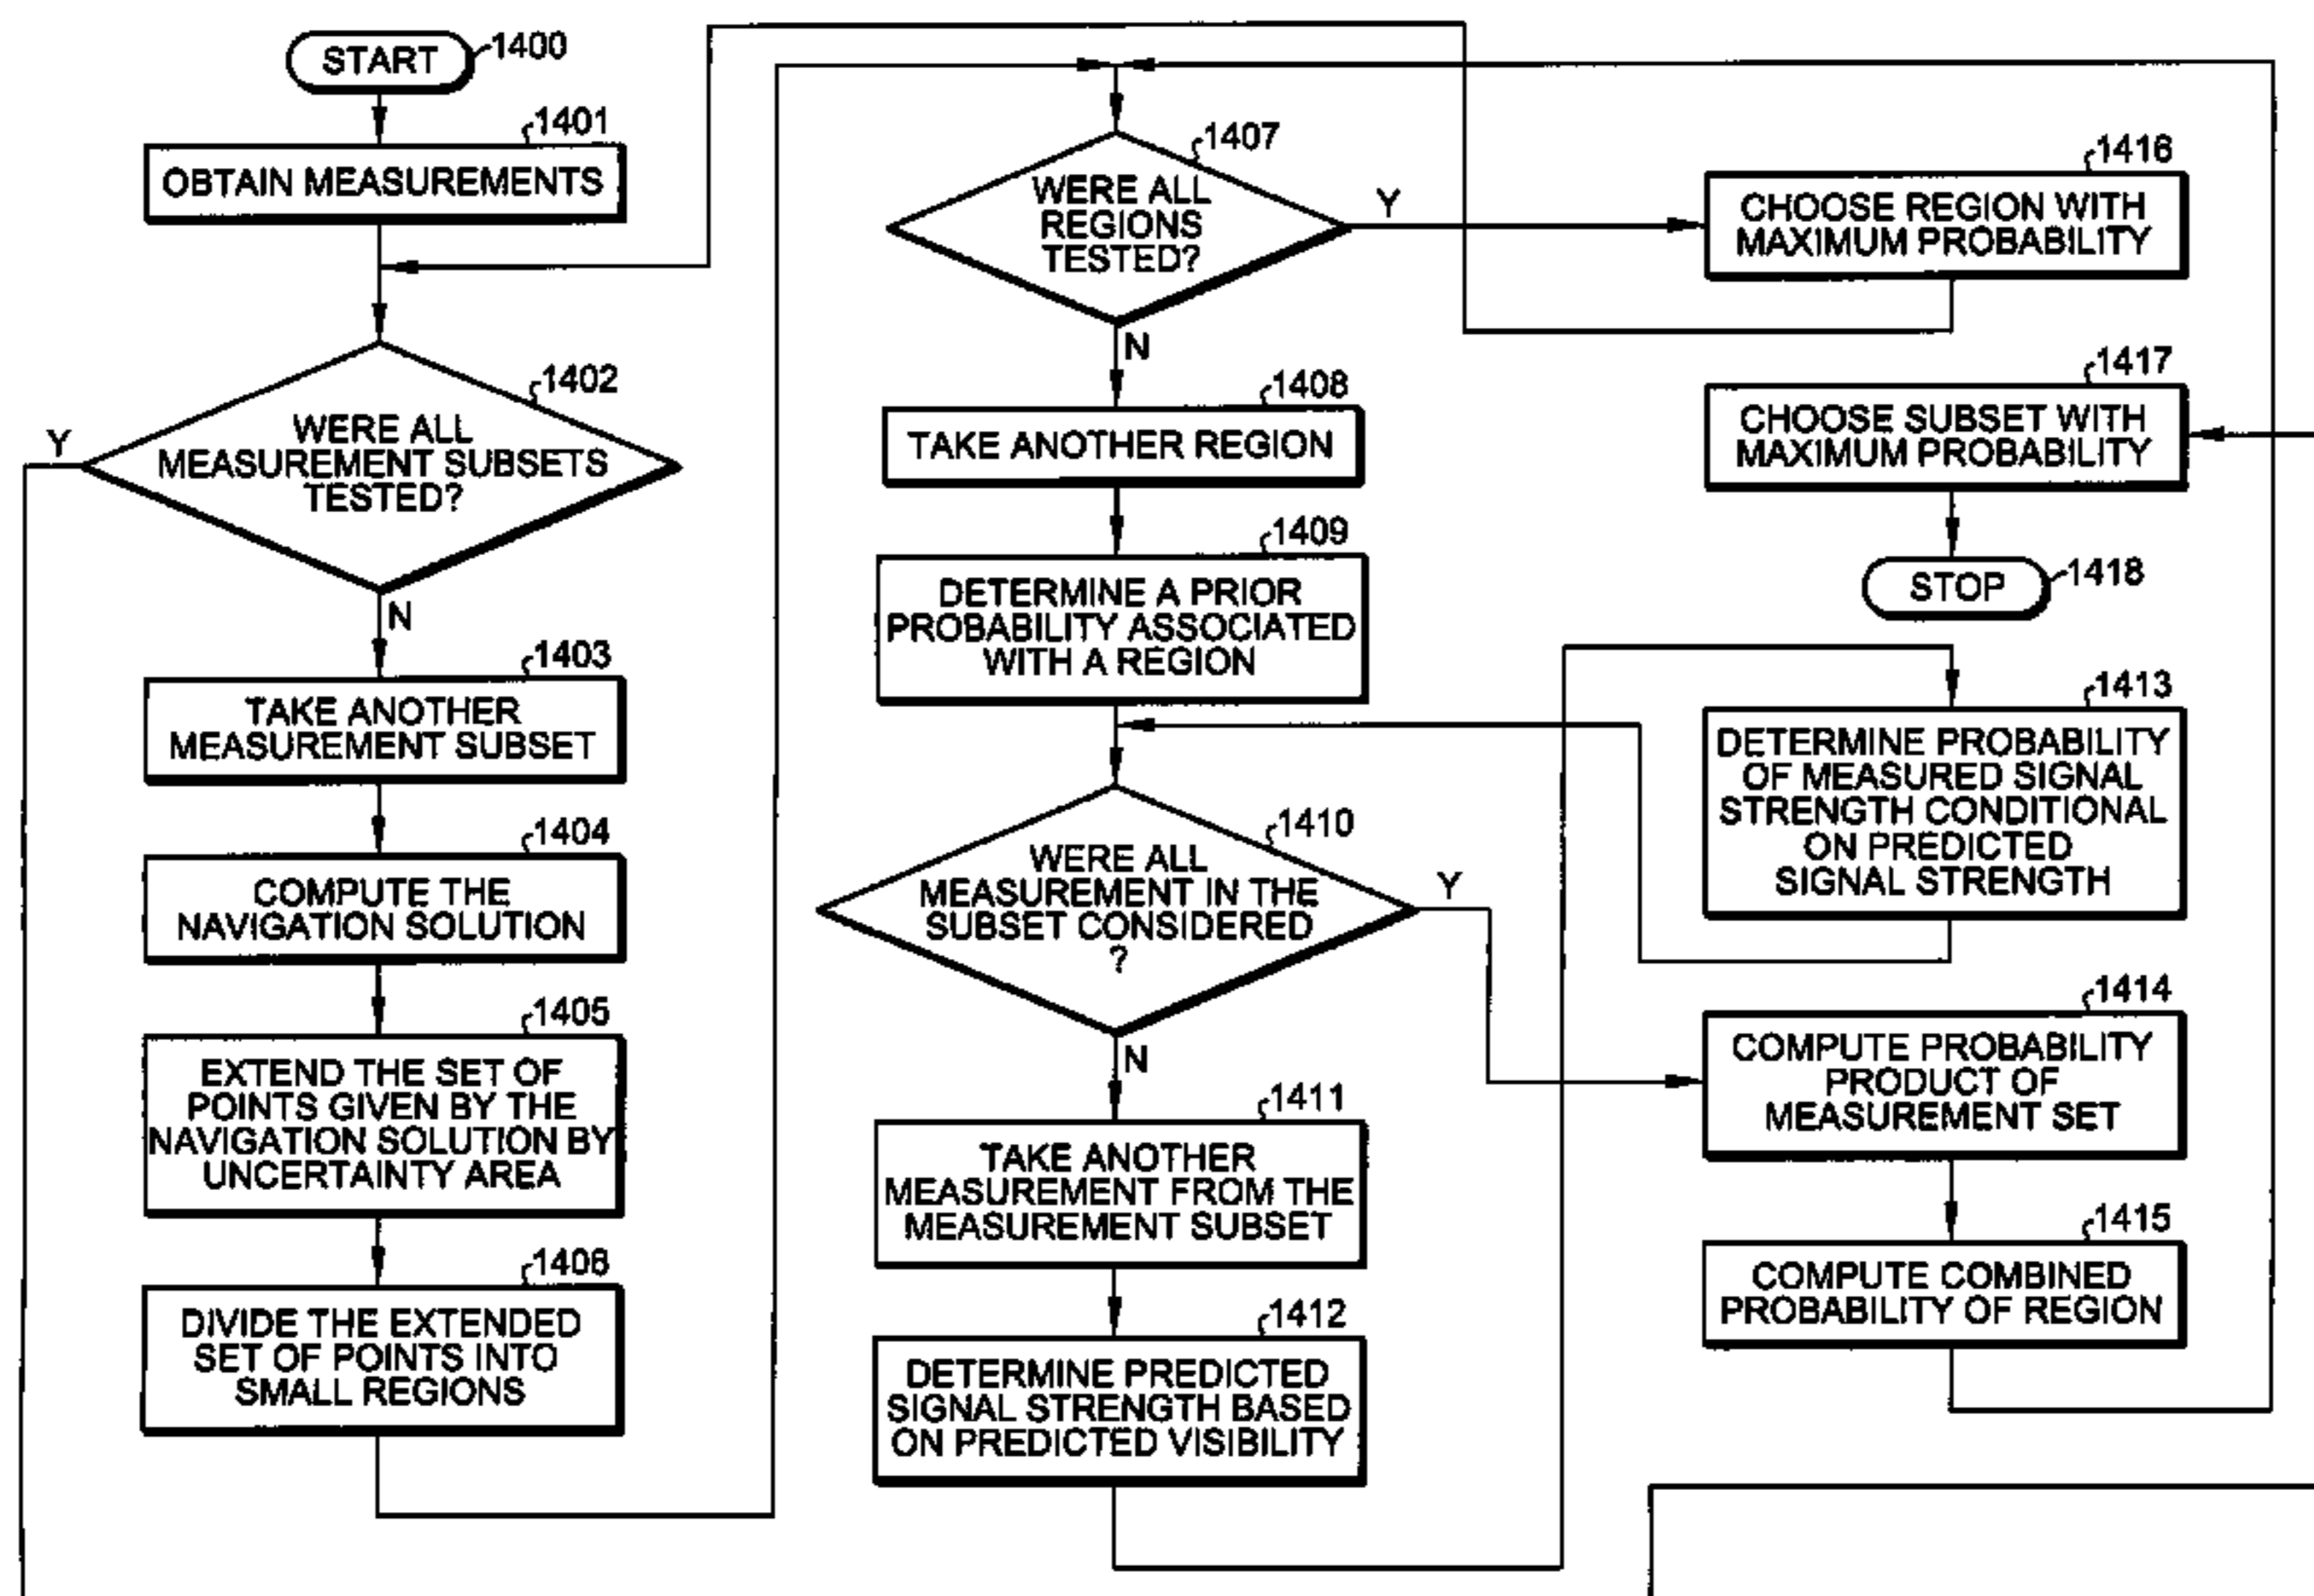 START
1400
1401
OBTAIN MEASUREMENTS
1402
WERE ALL
MEASUREMENT SUBSETS
TESTED?
Y
N
1403
TAKE ANOTHER
MEASUREMENT SUBSET
1404
COMPUTE THE
NAVIGATION SOLUTION
1405
EXTEND THE SET OF
POINTS GIVEN BY THE
NAVIGATION SOLUTION BY
UNCERTAINTY AREA
1406
DIVIDE THE EXTENDED
SET OF POINTS INTO
SMALL REGIONS
1407
WERE ALL
REGIONS
TESTED?
Y
N
1408
TAKE ANOTHER REGION
1409
DETERMINE A PRIOR
PROBABILITY ASSOCIATED
WITH A REGION
1410
WERE ALL
MEASUREMENT IN THE
SUBSET CONSIDERED
?
Y
N
1411
TAKE ANOTHER
MEASUREMENT FROM THE
MEASUREMENT SUBSET
1412
DETERMINE PREDICTED
SIGNAL STRENGTH BASED
ON PREDICTED VISIBILITY
1416
CHOOSE REGION WITH
MAXIMUM PROBABILITY
1417
CHOOSE SUBSET WITH
MAXIMUM PROBABILITY
STOP
1418
1413
DETERMINE PROBABILITY
OF MEASURED SIGNAL
STRENGTH CONDITIONAL
ON PREDICTED
SIGNAL STRENGTH
1414
COMPUTE PROBABILITY
PRODUCT OF
MEASUREMENT SET
1415
COMPUTE COMBINED
PROBABILITY OF REGION